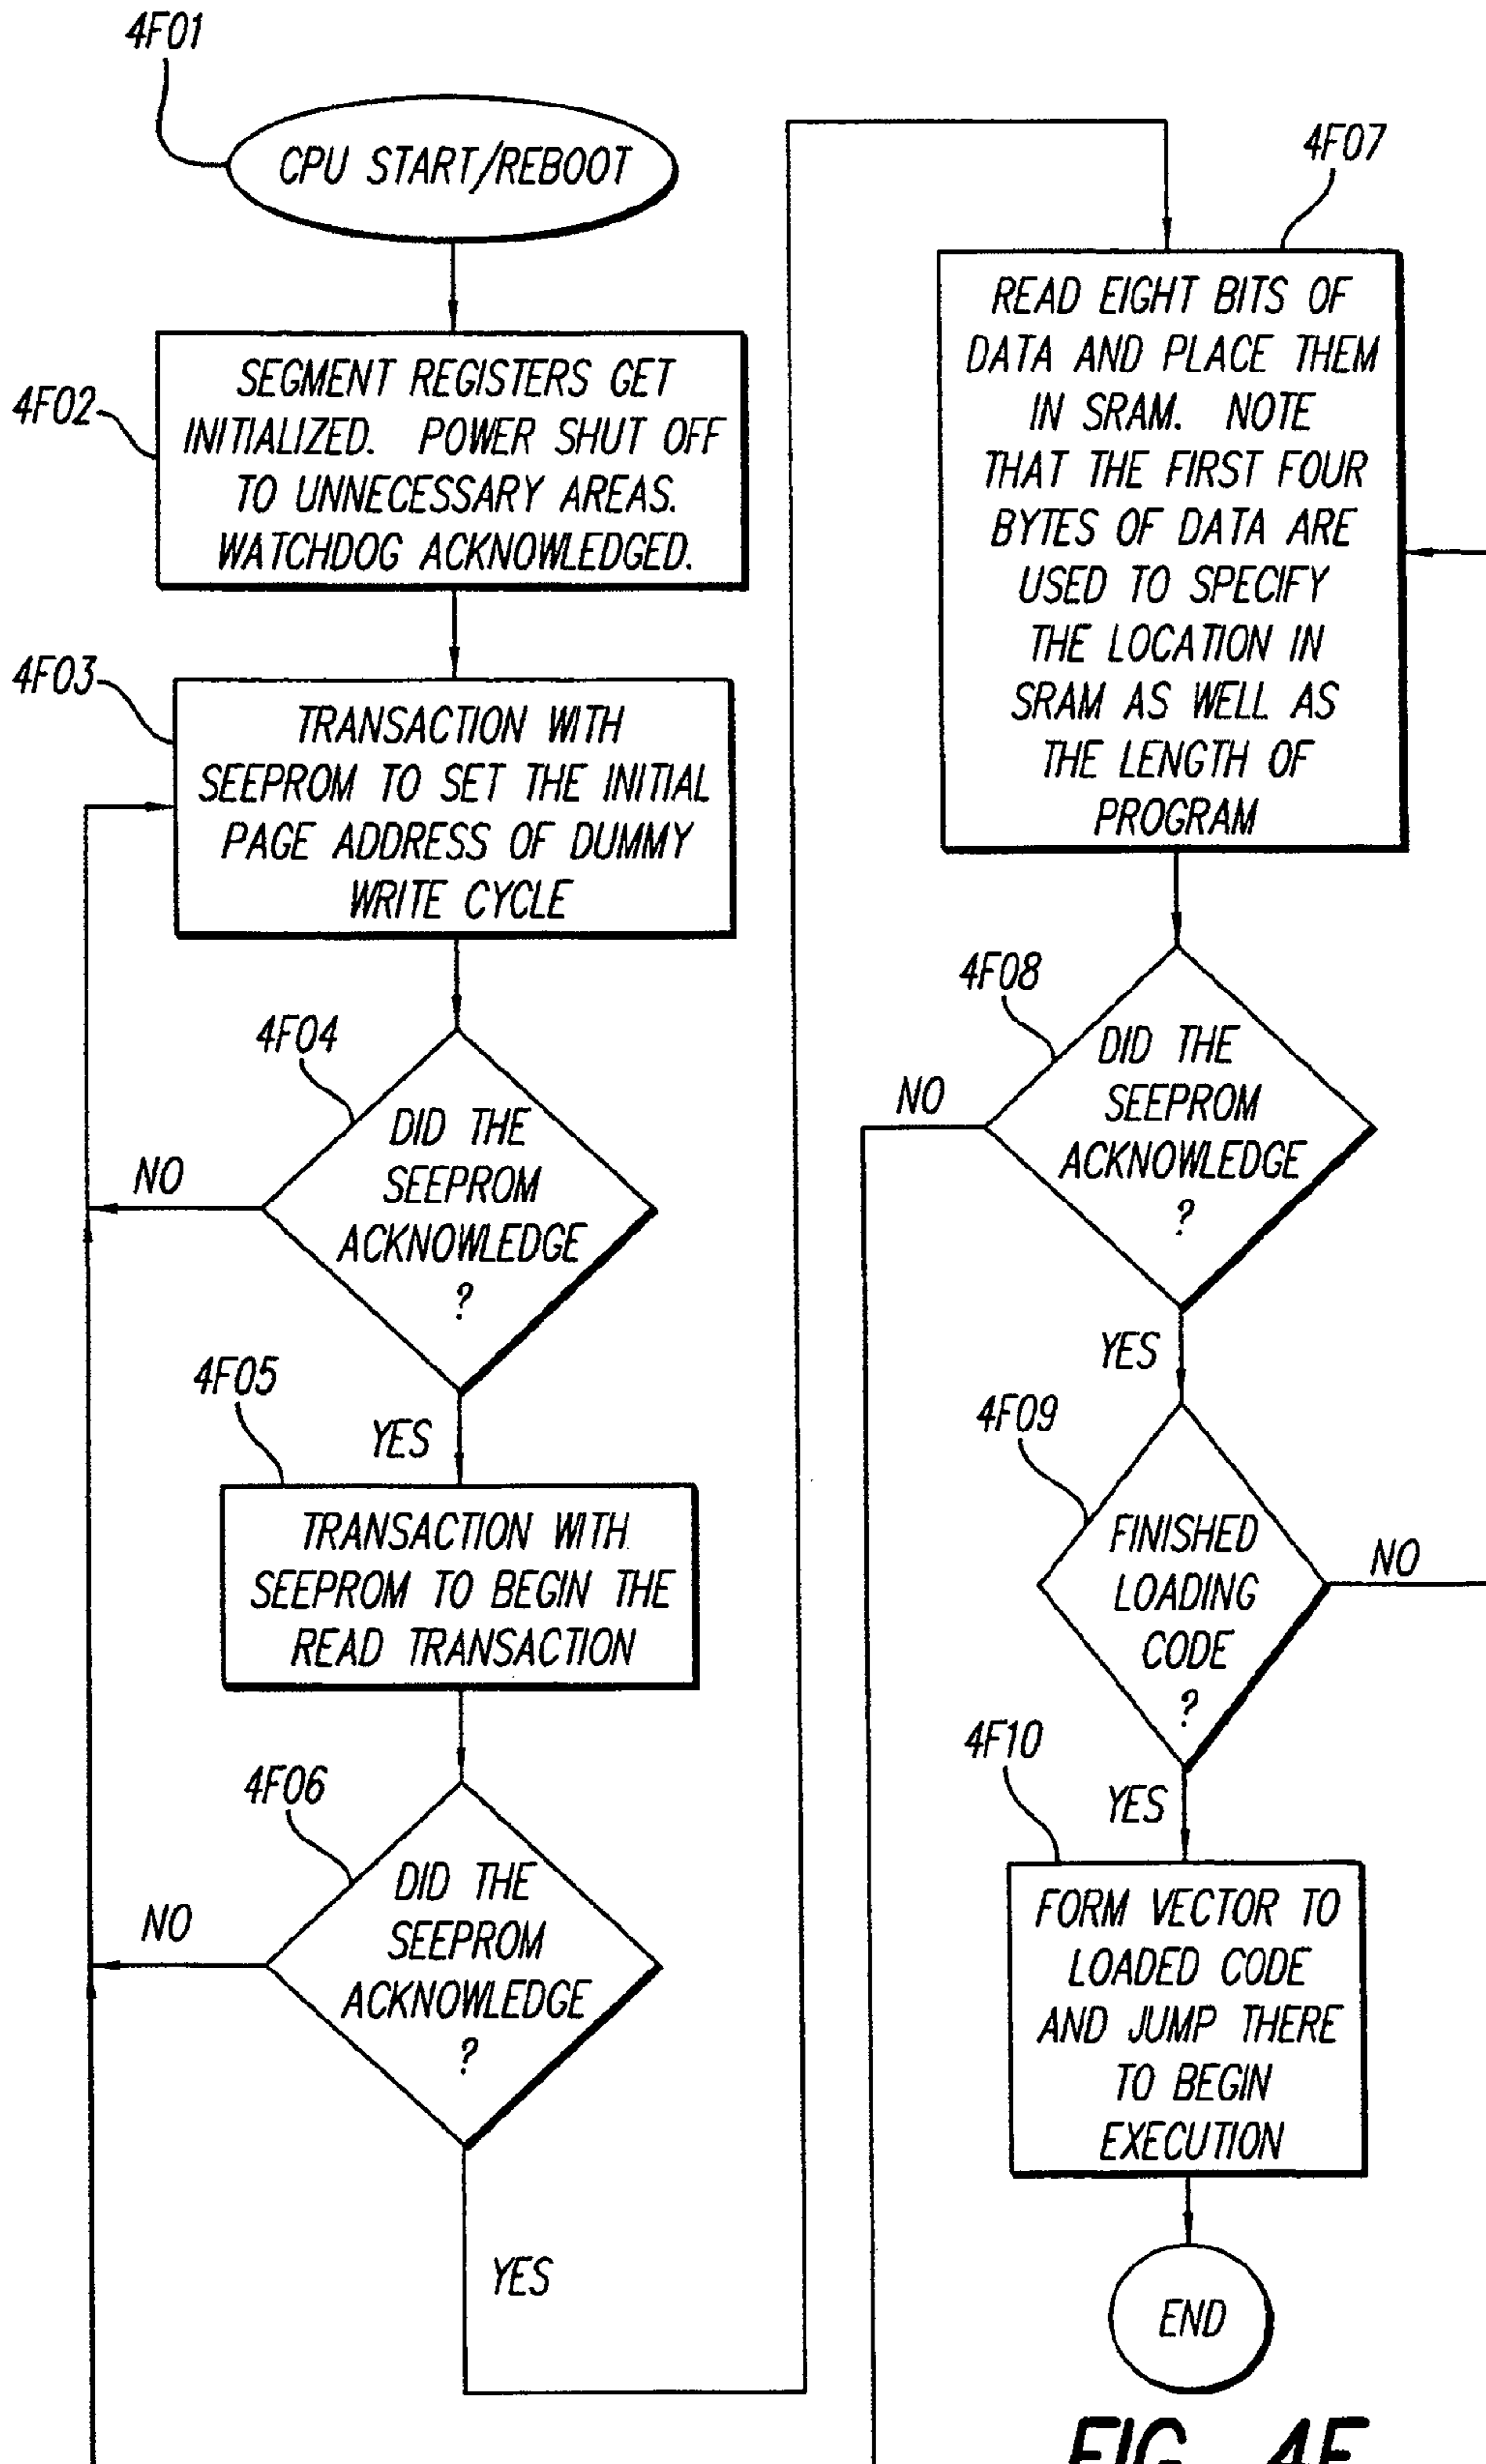 4F01
CPU START/REBOOT
4F02
SEGMENT REGISTERS GET
INITIALIZED. POWER SHUT OFF
TO UNNECESSARY AREAS.
WATCHDOG ACKNOWLEDGED.
4F03
TRANSACTION WITH
SEEPROM TO SET THE INITIAL
PAGE ADDRESS OF DUMMY
WRITE CYCLE
4F04
DID THE
SEEPROM
ACKNOWLEDGE
?
NO
YES
4F05
TRANSACTION WITH
SEEPROM TO BEGIN THE
READ TRANSACTION
4F06
DID THE
SEEPROM
ACKNOWLEDGE
?
NO
YES
4F07
READ EIGHT BITS OF
DATA AND PLACE THEM
IN SRAM. NOTE
THAT THE FIRST FOUR
BYTES OF DATA ARE
USED TO SPECIFY
THE LOCATION IN
SRAM AS WELL AS
THE LENGTH OF
PROGRAM
4F08
DID THE
SEEPROM
ACKNOWLEDGE
?
NO
YES
4F09
FINISHED
LOADING
CODE
?
NO
YES
4F10
FORM VECTOR TO
LOADED CODE
AND JUMP THERE
TO BEGIN
EXECUTION
END
FIG. 4F